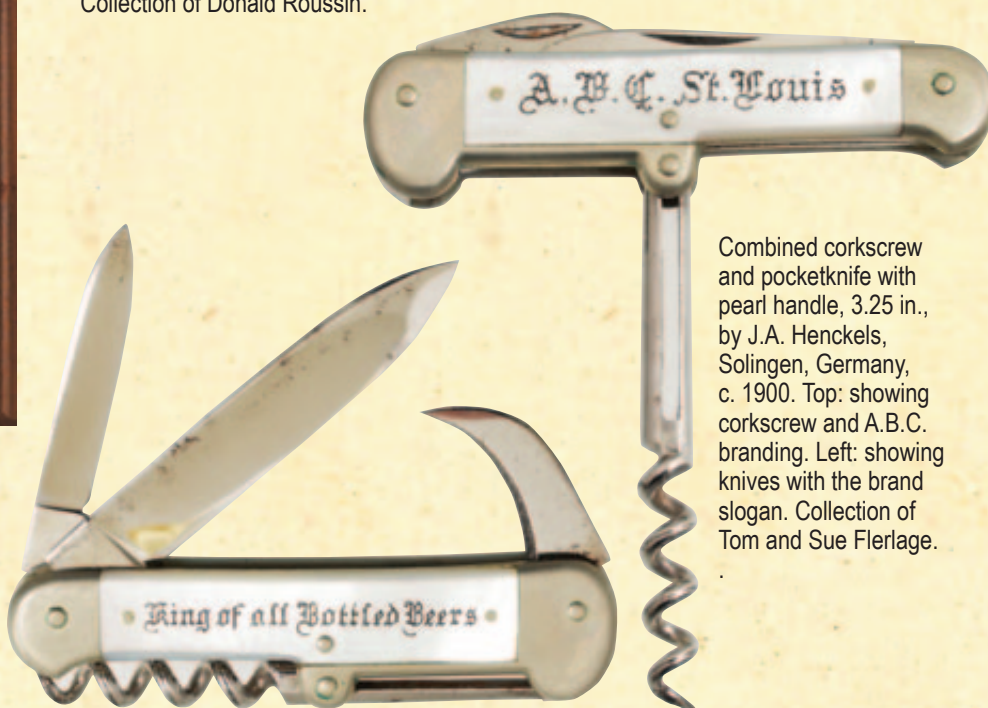 Collection of Donald Roussin.
A.B.C. St. Louis
Combined corkscrew
and pocketknife with
pearl handle, 3.25 in.,
by J.A. Henckels,
Solingen, Germany,
c. 1900. Top: showing
corkscrew and A.B.C.
branding. Left: showing
knives with the brand
slogan. Collection of
Tom and Sue Flerlage.
.
King of all Bottled Beers